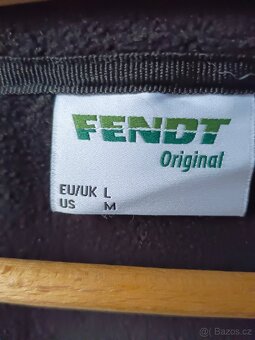 FENDT
Original
EU/UK L
US M
© Bazos.cz